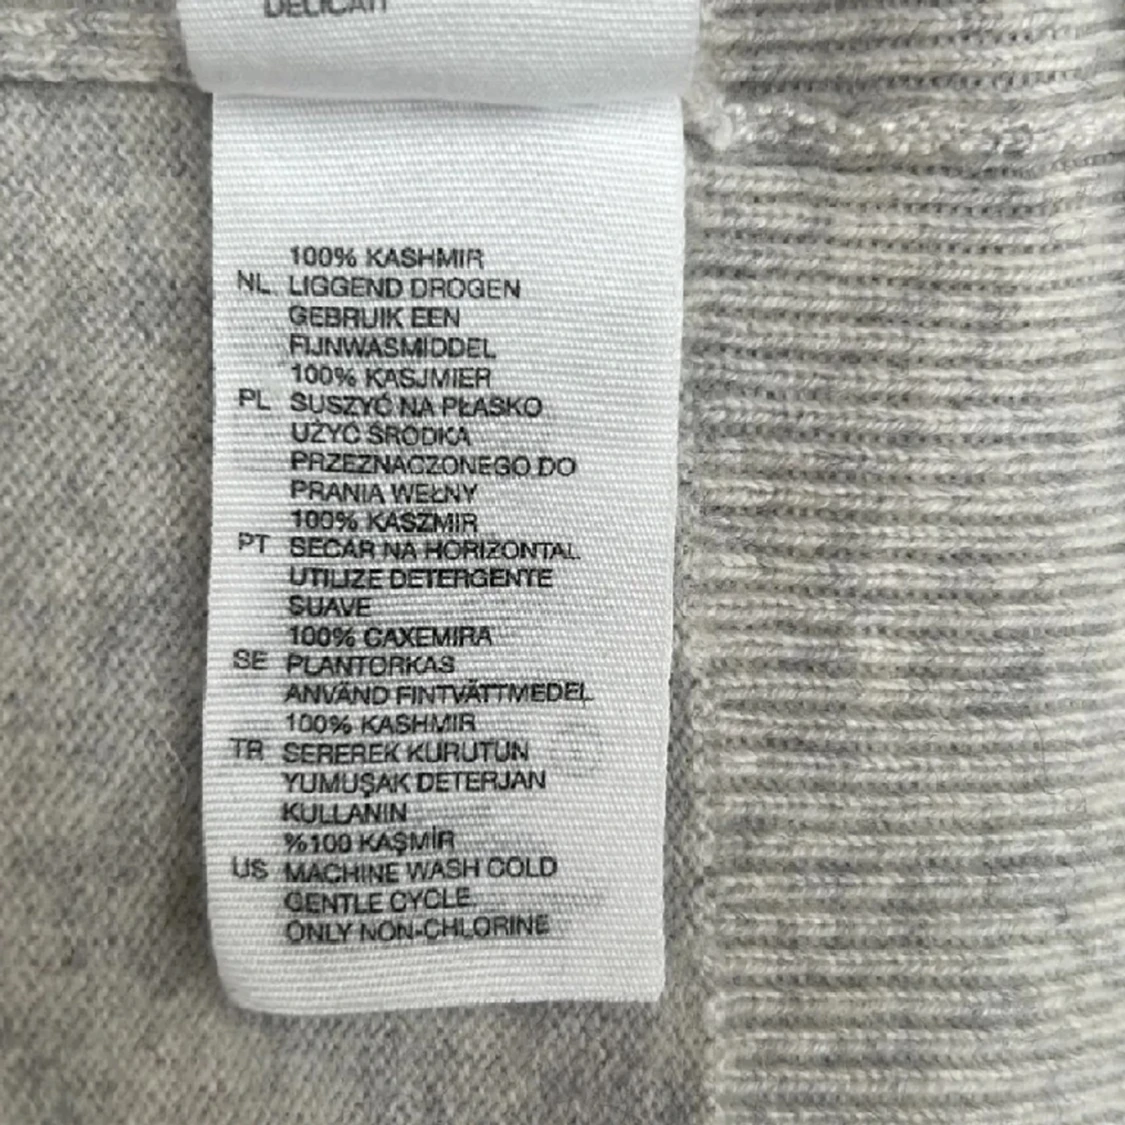 DELICATI
100% KASHMIR
NL LIGGEND DROGEN
GEBRUIK EEN
FIJNWASMIDDEL
100% KASJMIER
PL SUSZYĆ NA PŁASKO
UŻYC ŚRODKA
PRZEZNACZONEGO DO
PRANIA WEŁNY
100% KASZMIR
PT SECAR NA HORIZONTAL
UTILIZE DETERGENTE
SUAVE
100% CAXEMIRA
SE PLANTORKAS
ANVÄND FINTVÄTTMEDEL
100% KASHMIR
TR SEREREK KURUTUN
YUMUŞAK DETERJAN
KULLANIN
%100 KAŞMİR
US MACHINE WASH COLD
GENTLE CYCLE
ONLY NON-CHLORINE